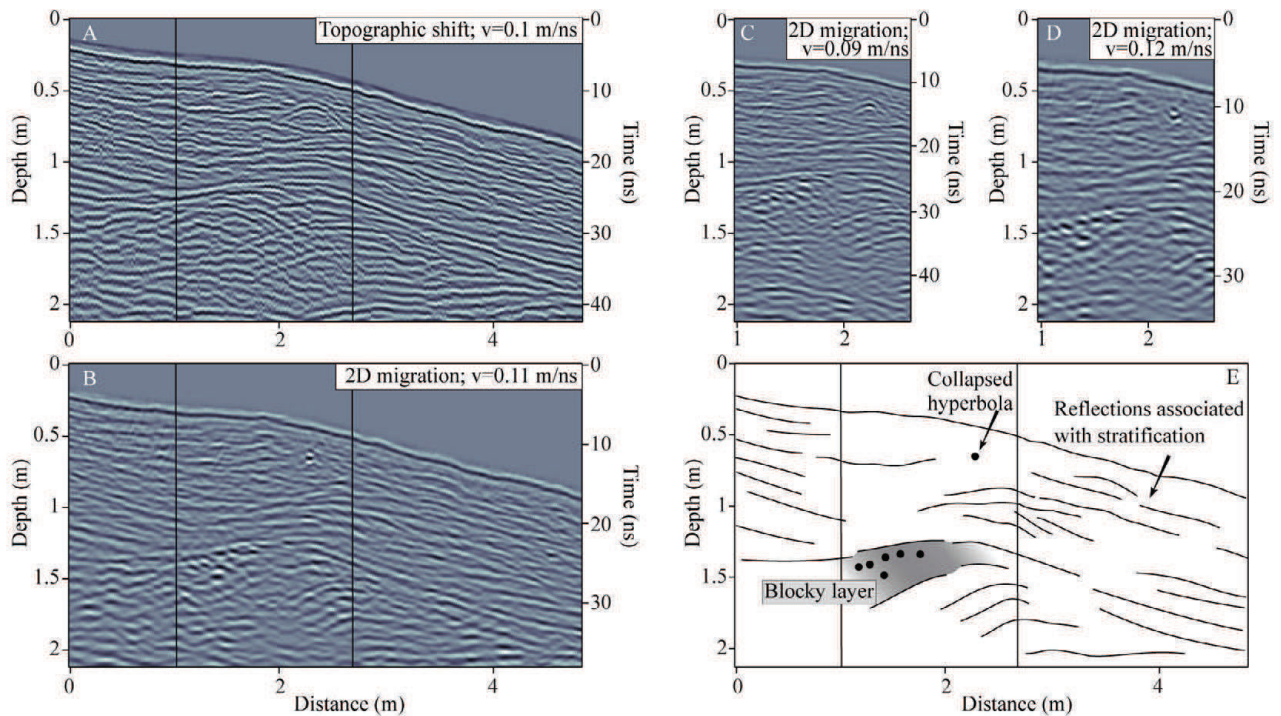 A
Topographic shift; v=0.1 m/ns
0
0.5
1
1.5
2
Depth (m)
0
10
20
30
40
Time (ns)
0
2
4
B
2D migration; v=0.11 m/ns
0
0.5
1
1.5
2
Depth (m)
0
10
20
30
Time (ns)
0
2
4
Distance (m)
C
2D migration;
v=0.09 m/ns
0
0.5
1
1.5
2
Depth (m)
0
10
20
30
40
Time (ns)
1
2
D
2D migration;
v=0.12 m/ns
0
0.5
1
1.5
2
Depth (m)
0
10
20
30
Time (ns)
1
2
E
Collapsed
hyperbola
Reflections associated
with stratification
Blocky layer
0
0.5
1
1.5
2
Depth (m)
0
2
4
Distance (m)